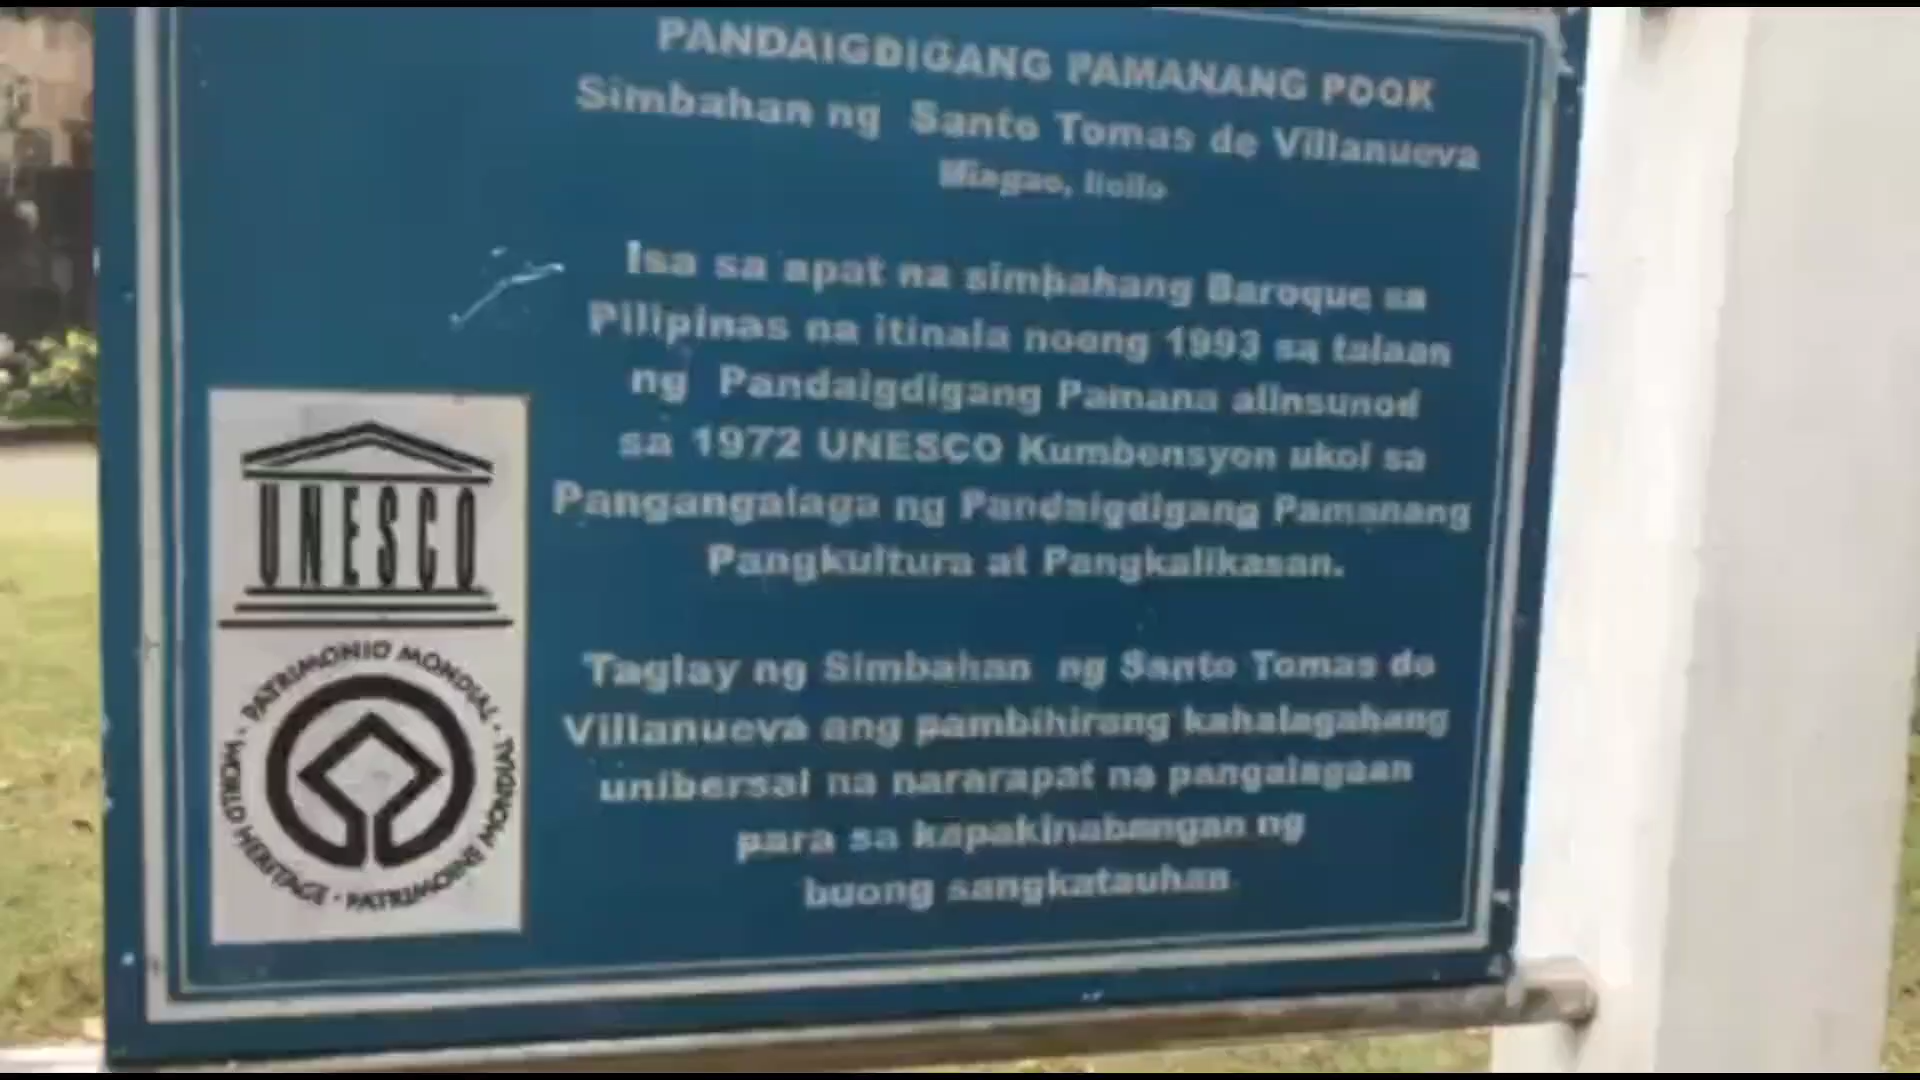 PANDAIGDIGANG PAMANANG POOK
Simbahan ng Santo Tomas de Villanueva
Miagao, Iloilo
Isa sa apat na simbahang Baroque sa
Pilipinas na itinala noong 1993 sa talaan
ng Pandaigdigang Pamana alinsunod
sa 1972 UNESCO Kumbensyon ukol sa
Pangangalaga ng Pandaigdigang Pamanang
Pangkultura at Pangkalikasan.
Taglay ng Simbahan ng Santo Tomas de
Villanueva ang pambihirang kahalagahang
unibersal na nararapat na pangalagaan
para sa kapakinabangan ng
buong sangkatauhan
UNESCO
PATRIMONIO MUNDIAL · WORLD HERITAGE · PATRIMOINE MONDIAL ·